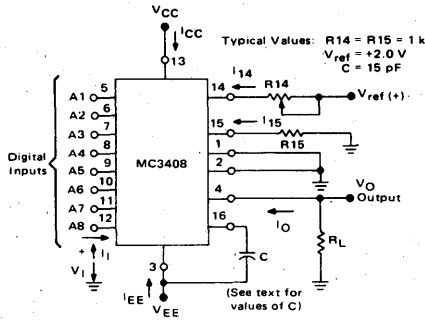 VCC
ICC
Typical Values: R14 = R15 = 1 k
Vref = +2.0 V
C = 15 pF
13
I14
A1 5
14 R14
Vref (+)
A2 6
I15
A3 7
15
R15
Digital Inputs
A4 8
MC3408
1
A5 9
2
A6 10
VO
4
Output
A7 11
IO
A8 12
16
RL
+ II
VI
C
3
IEE
VEE
(See text for
values of C)